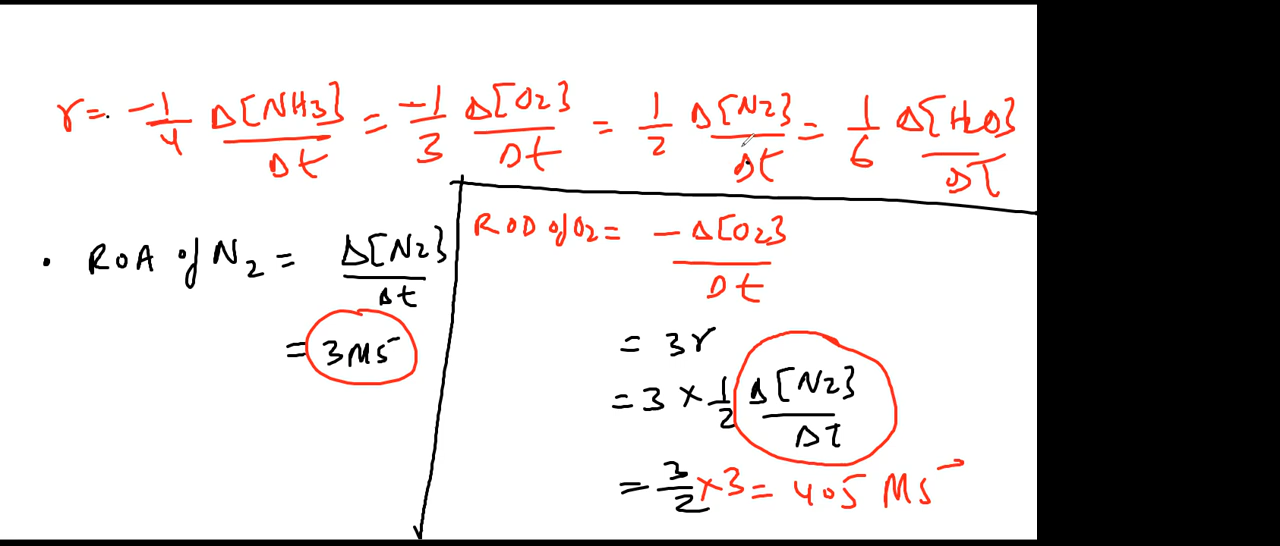 r = -1/4 Δ[NH3]/Δt = -1/3 Δ[O2]/Δt = 1/2 Δ[N2]/Δt = 1/6 Δ[H2O]/Δt
• ROA of N2 = Δ[N2]/Δt
= 3 Ms⁻
ROD of O2 = -Δ[O2]/Δt
= 3r
= 3 × 1/2 Δ[N2]/Δt
= 3/2 × 3 = 4.5 Ms⁻